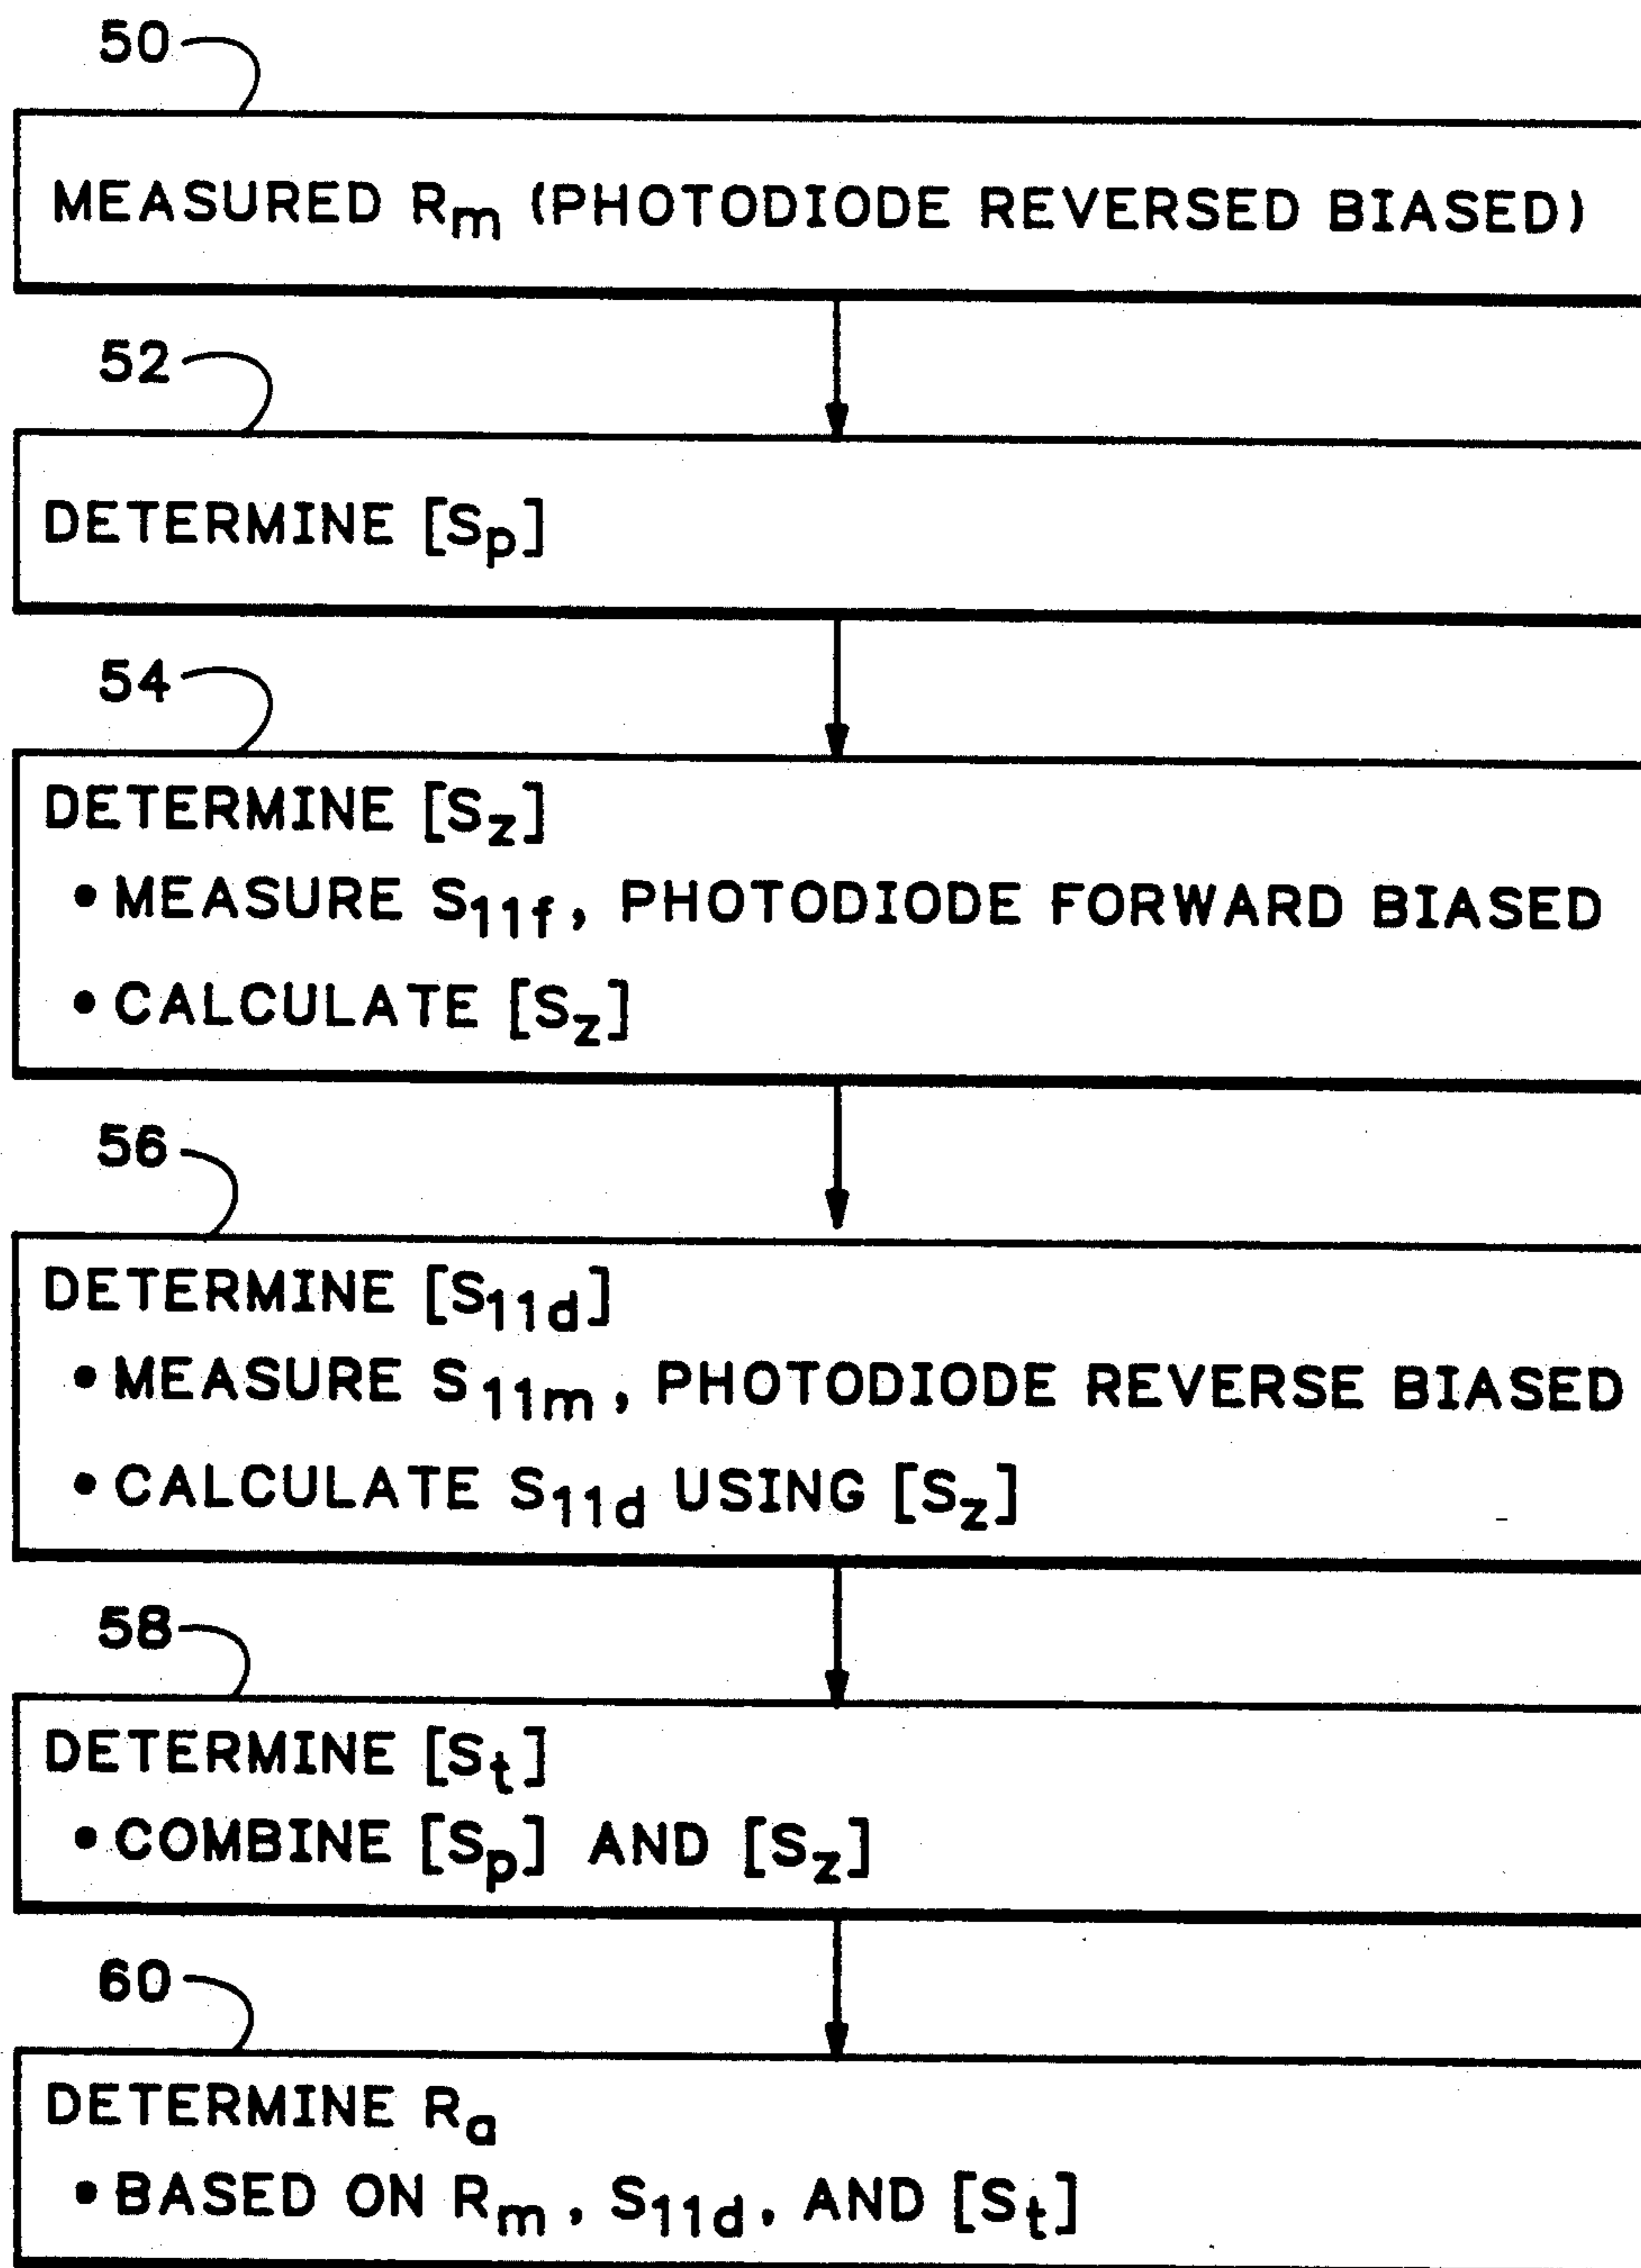 50
MEASURED Rm (PHOTODIODE REVERSED BIASED)
52
DETERMINE [Sp]
54
DETERMINE [Sz]
• MEASURE S11f, PHOTODIODE FORWARD BIASED
• CALCULATE [Sz]
56
DETERMINE [S11d]
• MEASURE S11m, PHOTODIODE REVERSE BIASED
• CALCULATE S11d USING [Sz]
58
DETERMINE [St]
• COMBINE [Sp] AND [Sz]
60
DETERMINE Ra
• BASED ON Rm, S11d, AND [St]